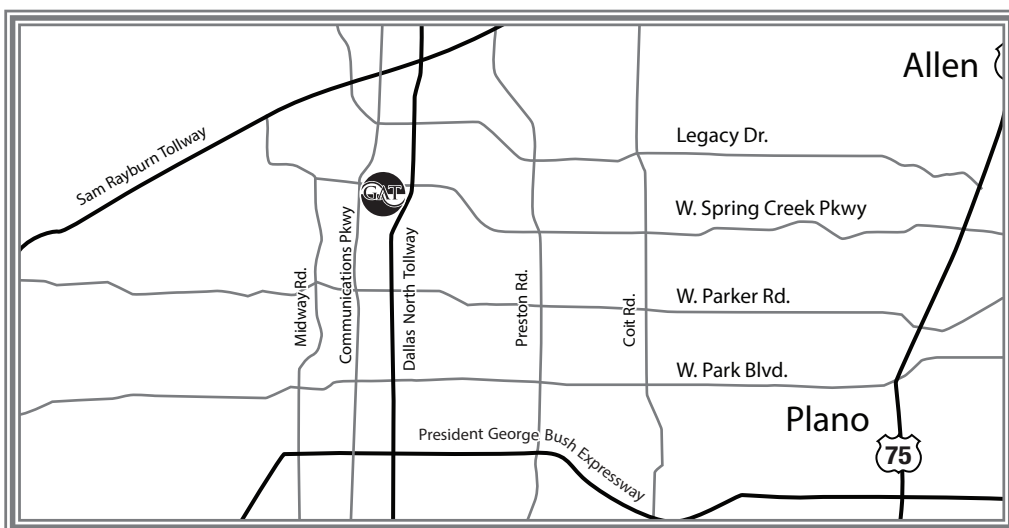 Allen
Legacy Dr.
Sam Rayburn Tollway
GAT
W. Spring Creek Pkwy
Midway Rd.
Communications Pkwy
Dallas North Tollway
Preston Rd.
Coit Rd.
W. Parker Rd.
W. Park Blvd.
Plano
President George Bush Expressway
75